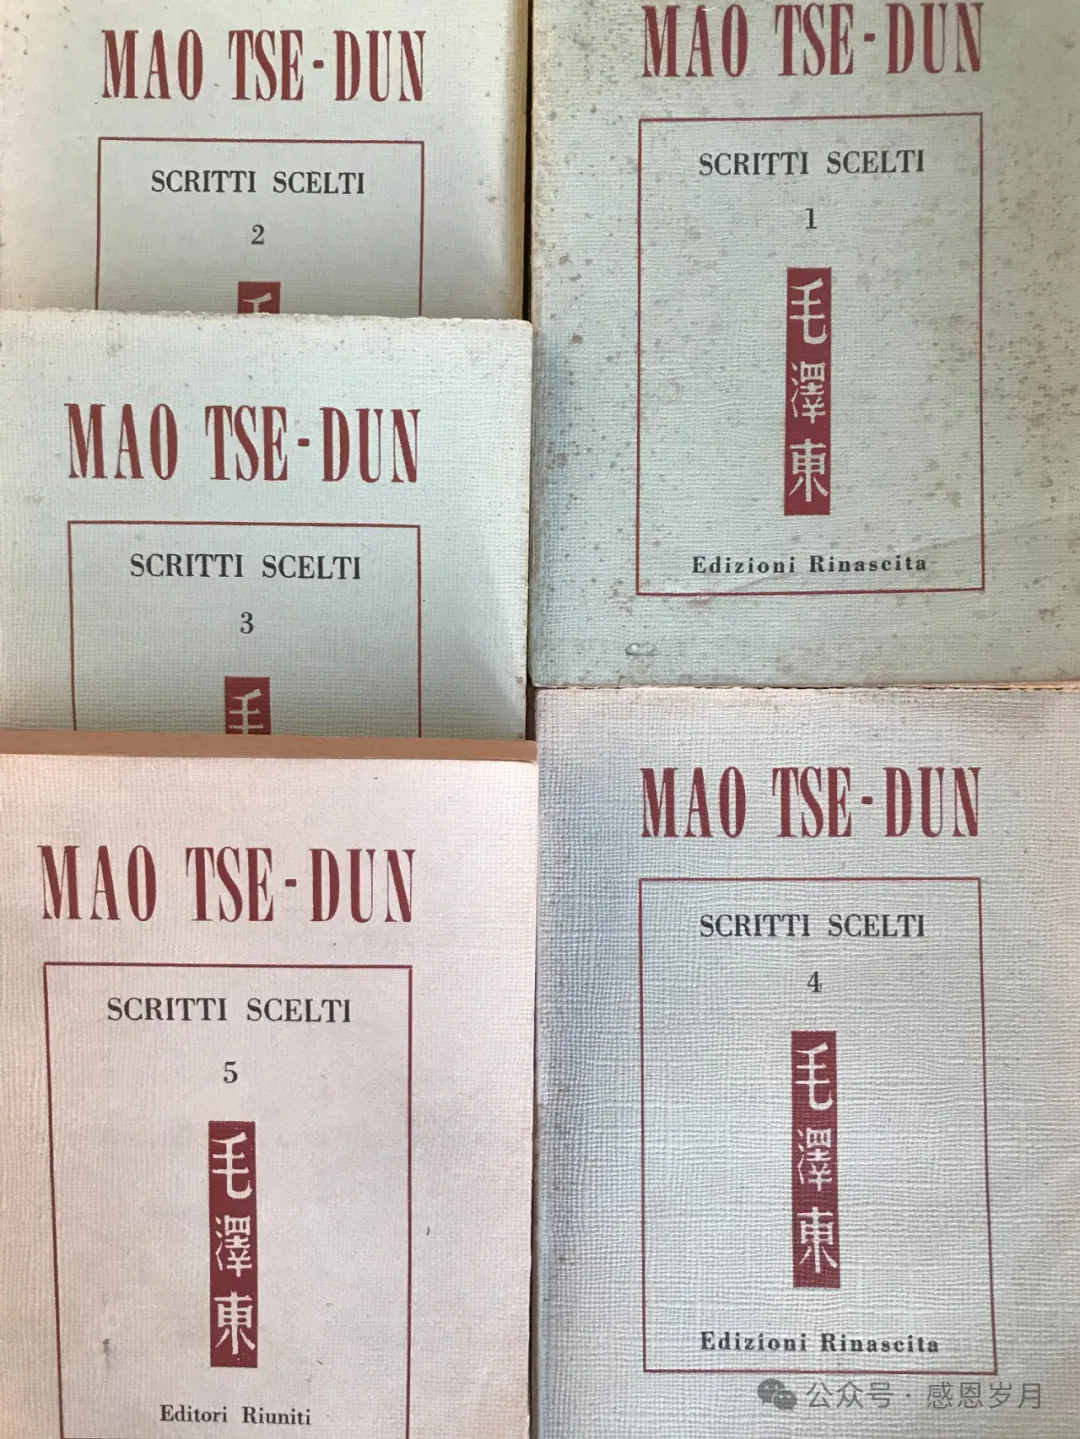 MAO TSE-DUN
SCRITTI SCELTI
2
毛
MAO TSE-DUN
SCRITTI SCELTI
1
毛
澤
東
Edizioni Rinascita
MAO TSE-DUN
SCRITTI SCELTI
3
毛
MAO TSE-DUN
SCRITTI SCELTI
4
毛
澤
東
Edizioni Rinascita
MAO TSE-DUN
SCRITTI SCELTI
5
毛
澤
東
Editori Riuniti
公众号·感恩岁月